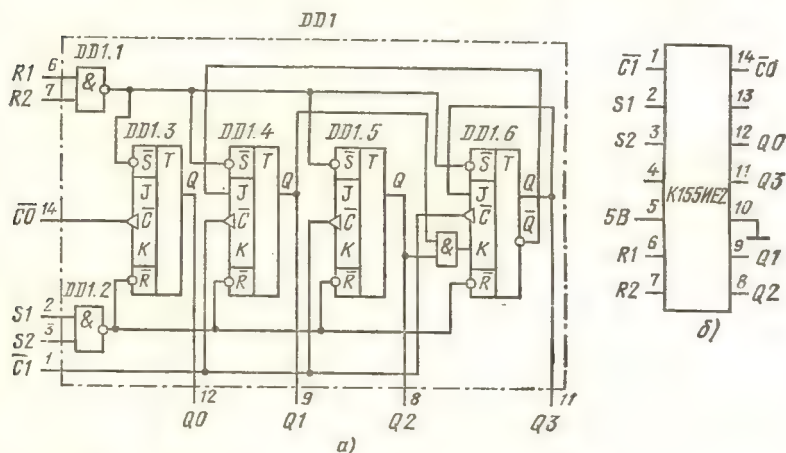 DD1
DD1.1
R1 6
R2 7
&
DD1.3
DD1.4
DD1.5
DD1.6
S̅ T
J
C̅
K
R̅
Q
S̅ T
J
C̅
K
R̅
Q
S̅ T
J
C̅
K
R̅
Q
&
S̅ T
J
C̅
K
R̅
Q
Q̅
C̅0̅ 14
DD1.2
S1 2
S2 3
&
C̅1̅ 1
12
Q0
9
Q1
8
Q2
11
Q3
а)
C̅1̅ 1
S1 2
S2 3
4
5В 5
R1 6
R2 7
К155ИЕ2
14 C̅0̅
13
12 Q0
11 Q3
10
9 Q1
8 Q2
б)